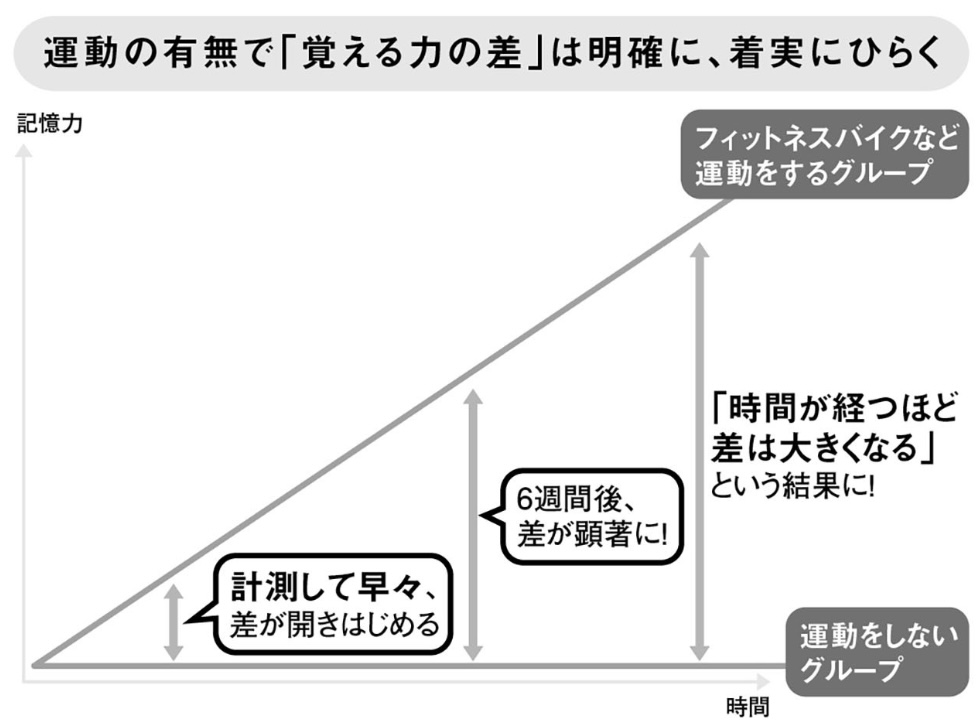 運動の有無で「覚える力の差」は明確に、着実にひらく
記憶力
フィットネスバイクなど
運動をするグループ
「時間が経つほど
差は大きくなる」
という結果に!
6週間後、
差が顕著に!
計測して早々、
差が開きはじめる
運動をしない
グループ
時間